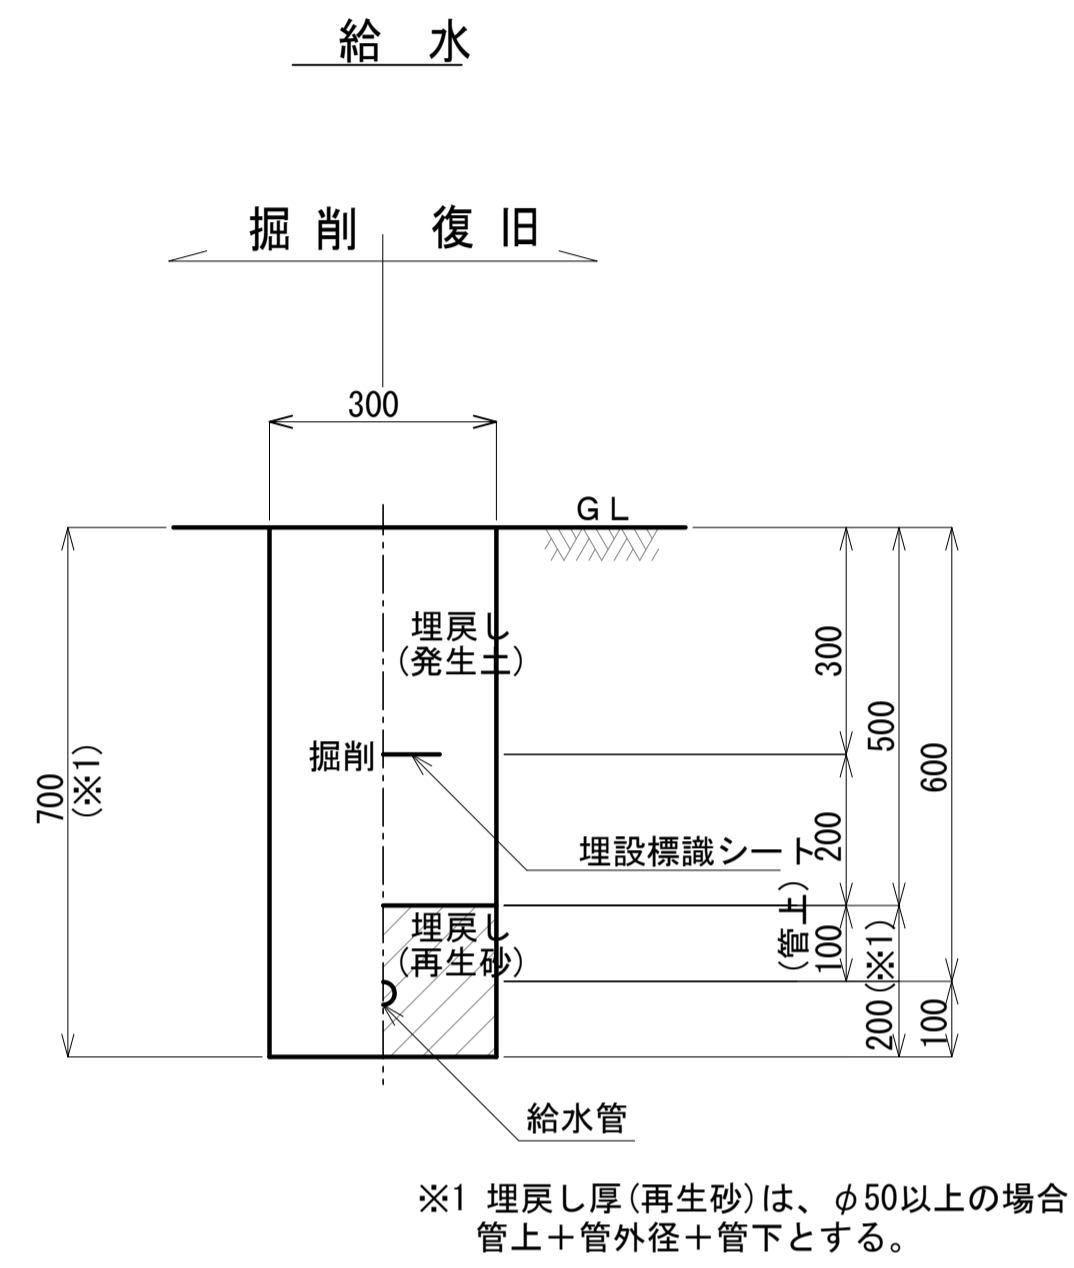 給 水
掘 削 復 旧
300
GL
埋戻し
(発生土)
掘削
埋設標識シート
埋戻し
(再生砂)
給水管
700
(※1)
300
200
100
(管上)
500
200(※1)
600
100
※1 埋戻し厚(再生砂)は、φ50以上の場合
管上＋管外径＋管下とする。